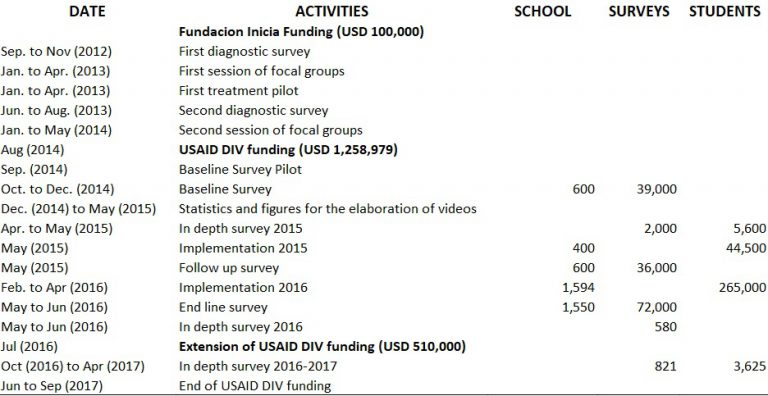 DATE ACTIVITIES SCHOOL SURVEYS STUDENTS
Fundacion Inicia Funding (USD 100,000)
Sep. to Nov (2012) First diagnostic survey
Jan. to Apr. (2013) First session of focal groups
Jan. to Apr. (2013) First treatment pilot
Jun to Aug. (2013) Second diagnostic survey
Jan. to May (2014) Second session of focal groups
Aug (2014) USAID DIV funding (USD 1,258,979)
Sep. (2014) Baseline Survey Pilot
Oct. to Dec. (2014) Baseline Survey 600 39,000
Dec. (2014) to May (2015) Statistics and figures for the elaboration of videos
Apr. to May (2015) In depth survey 2015 2,000 5,600
May (2015) Implementation 2015 400 44,500
May (2015) Follow up survey 600 36,000
Feb. to Apr (2016) Implementation 2016 1,594 265,000
May to Jun (2016) End line survey 1,550 72,000
May to Jun (2016) In depth survey 2016 580
Jul (2016) Extension of USAID DIV funding (USD 510,000)
Oct (2016) to Apr (2017) In depth survey 2016-2017 821 3,625
Jun to Sep (2017) End of USAID DIV funding